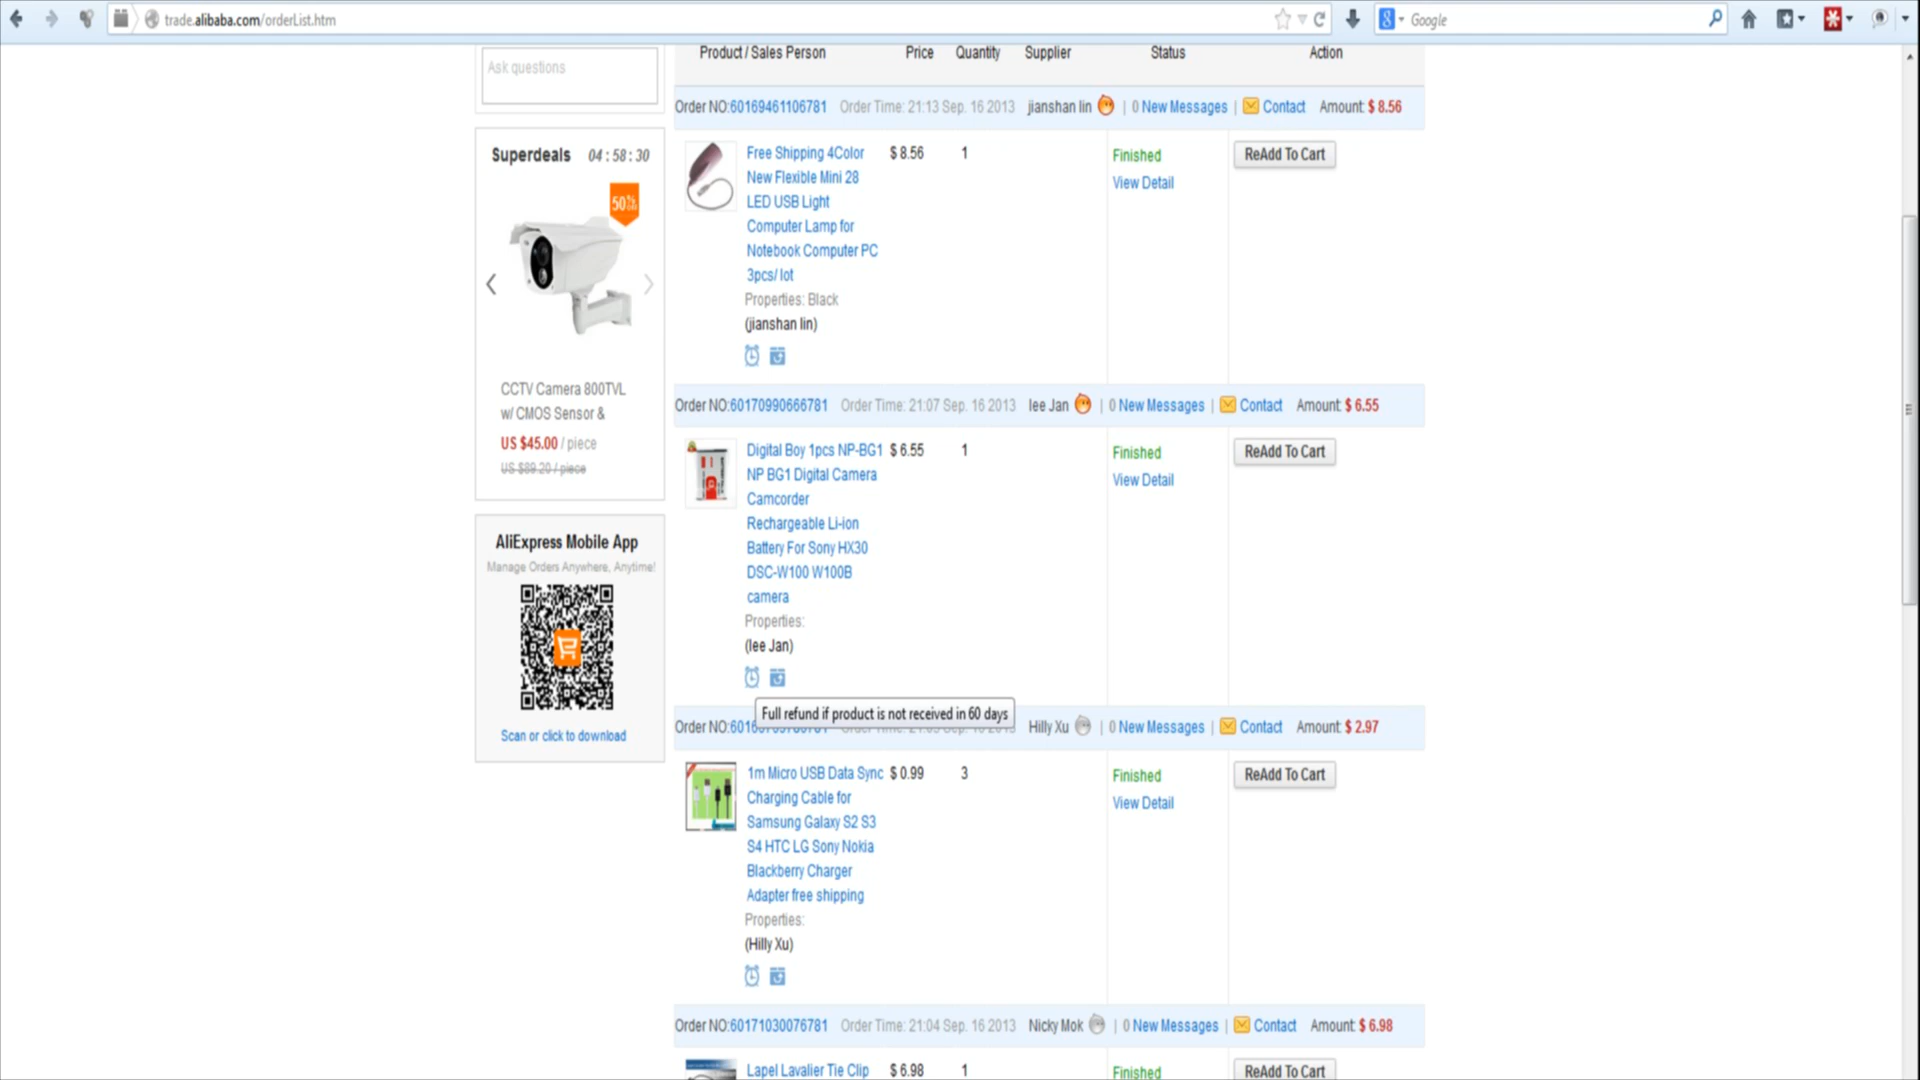 trade.alibaba.com/orderList.htm
Google
Ask questions
Product / Sales Person Price Quantity Supplier Status Action
Order NO:60169461106781 Order Time: 21:13 Sep. 16 2013 jianshan lin | 0 New Messages | Contact Amount: $ 8.56
Superdeals 04 : 58 : 30
50%
CCTV Camera 800TVL
w/ CMOS Sensor &
US $45.00 / piece
US $89.20 / piece
AliExpress Mobile App
Manage Orders Anywhere, Anytime!
Scan or click to download
Free Shipping 4Color $ 8.56 1 Finished ReAdd To Cart
New Flexible Mini 28 View Detail
LED USB Light
Computer Lamp for
Notebook Computer PC
3pcs/ lot
Properties: Black
(jianshan lin)
Order NO:60170990666781 Order Time: 21:07 Sep. 16 2013 lee Jan | 0 New Messages | Contact Amount: $ 6.55
Digital Boy 1pcs NP-BG1 $ 6.55 1 Finished ReAdd To Cart
NP BG1 Digital Camera View Detail
Camcorder
Rechargeable Li-ion
Battery For Sony HX30
DSC-W100 W100B
camera
Properties:
(lee Jan)
Full refund if product is not received in 60 days
Order Hilly Xu | 0 New Messages | Contact Amount: $ 2.97
1m Micro USB Data Sync $ 0.99 3 Finished ReAdd To Cart
Charging Cable for View Detail
Samsung Galaxy S2 S3
S4 HTC LG Sony Nokia
Blackberry Charger
Adapter free shipping
Properties:
(Hilly Xu)
Order NO:60171030076781 Order Time: 21:04 Sep. 16 2013 Nicky Mok | 0 New Messages | Contact Amount: $ 6.98
Lapel Lavalier Tie Clip $ 6.98 1 Finished ReAdd To Cart